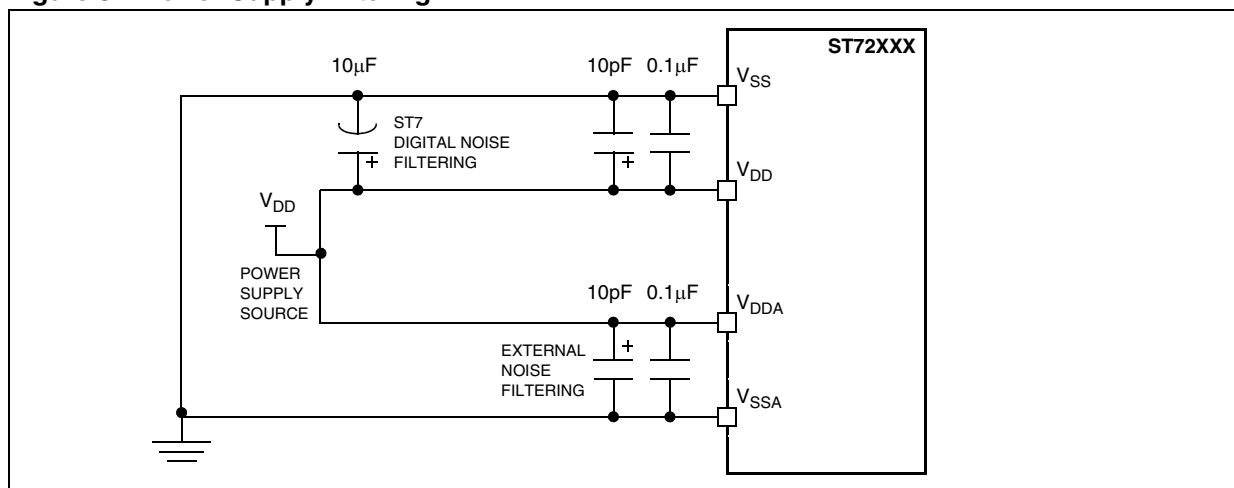 ST72XXX
10μF
10pF 0.1μF
VSS
ST7
DIGITAL NOISE
FILTERING
+
+
VDD
VDD
POWER
SUPPLY
SOURCE
10pF 0.1μF
VDDA
+
EXTERNAL
NOISE
FILTERING
VSSA